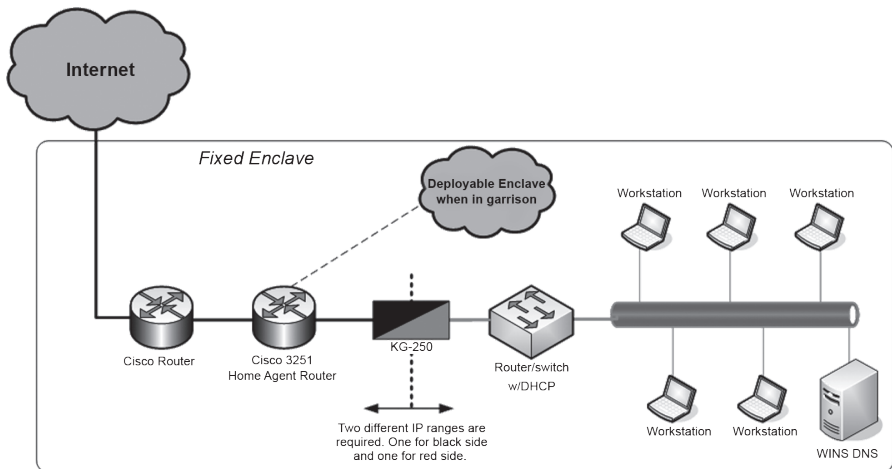 Internet
Fixed Enclave
Deployable Enclave
when in garrison
Workstation
Workstation
Workstation
Cisco Router
Cisco 3251
Home Agent Router
KG-250
Router/switch
w/DHCP
Two different IP ranges are
required. One for black side
and one for red side.
Workstation
Workstation
WINS DNS